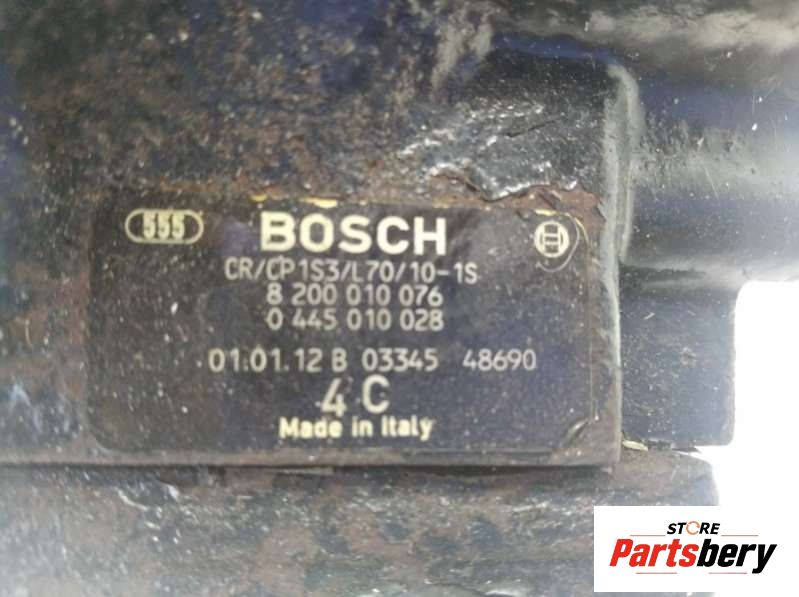 555 BOSCH
CR/CP1S3/L70/10-1S
8 200 010 076
0 445 010 028
01.01.12 B 03345 48690
4 C
Made in Italy
STORE
Partsbery